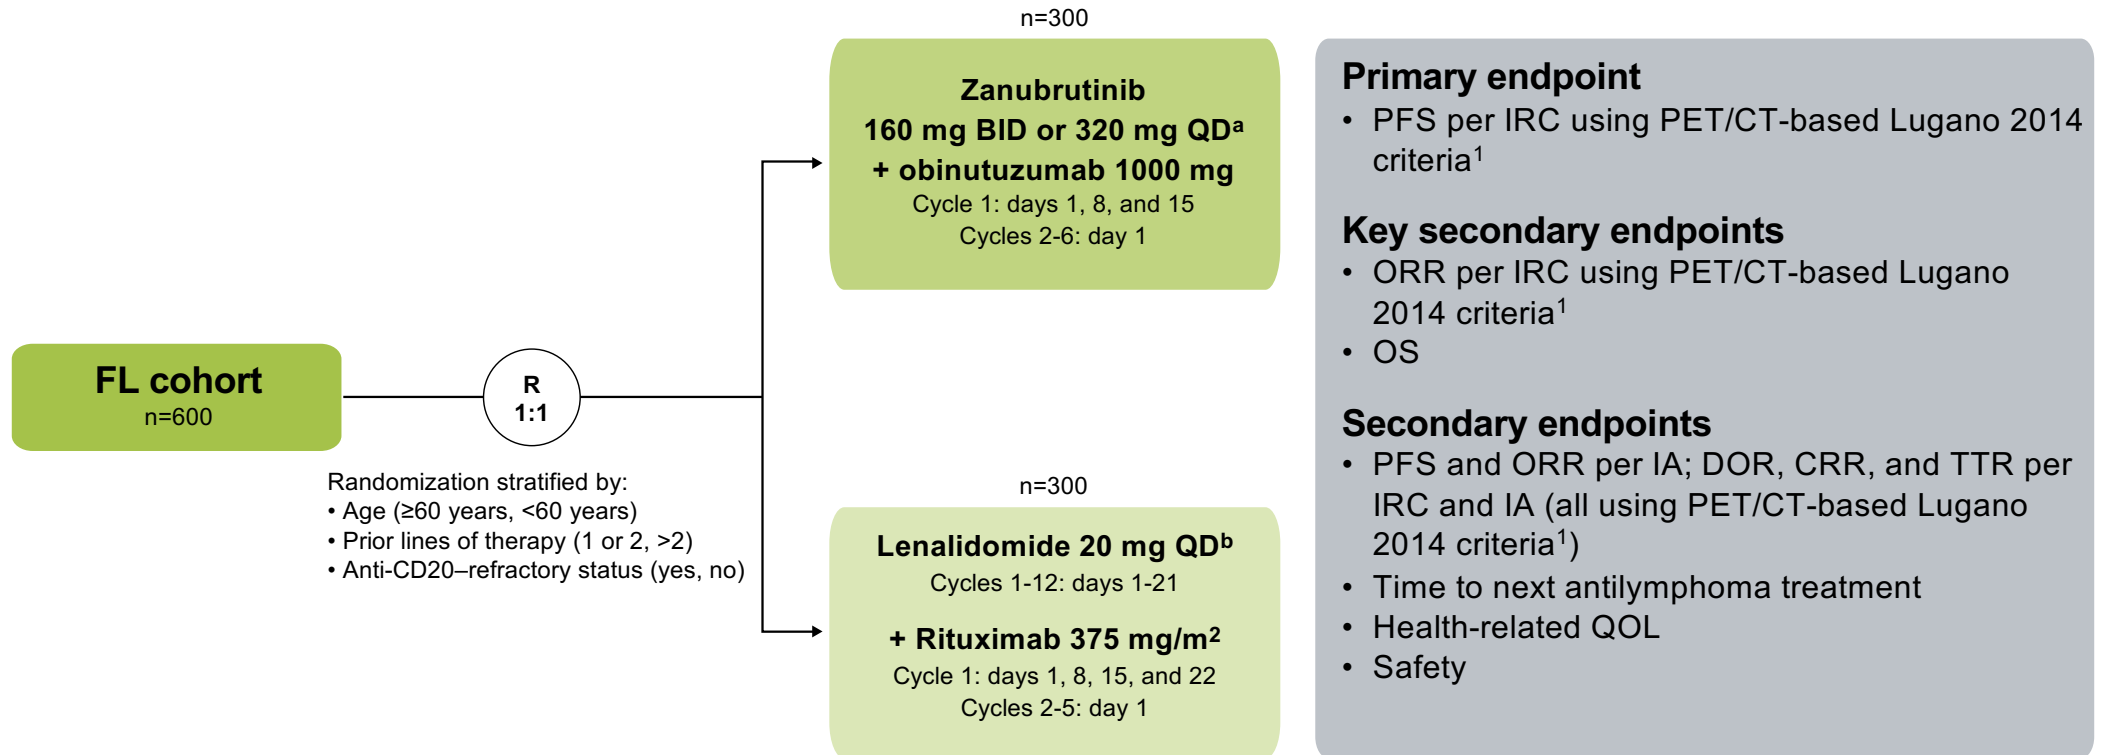 FL cohort
n=600
R
1:1
Randomization stratified by:
• Age (≥60 years, <60 years)
• Prior lines of therapy (1 or 2, >2)
• Anti-CD20–refractory status (yes, no)
n=300
Zanubrutinib
160 mg BID or 320 mg QDᵃ
+ obinutuzumab 1000 mg
Cycle 1: days 1, 8, and 15
Cycles 2-6: day 1
n=300
Lenalidomide 20 mg QDᵇ
Cycles 1-12: days 1-21
+ Rituximab 375 mg/m²
Cycle 1: days 1, 8, 15, and 22
Cycles 2-5: day 1
Primary endpoint
• PFS per IRC using PET/CT-based Lugano 2014
criteria¹
Key secondary endpoints
• ORR per IRC using PET/CT-based Lugano
2014 criteria¹
• OS
Secondary endpoints
• PFS and ORR per IA; DOR, CRR, and TTR per
IRC and IA (all using PET/CT-based Lugano
2014 criteria¹)
• Time to next antilymphoma treatment
• Health-related QOL
• Safety